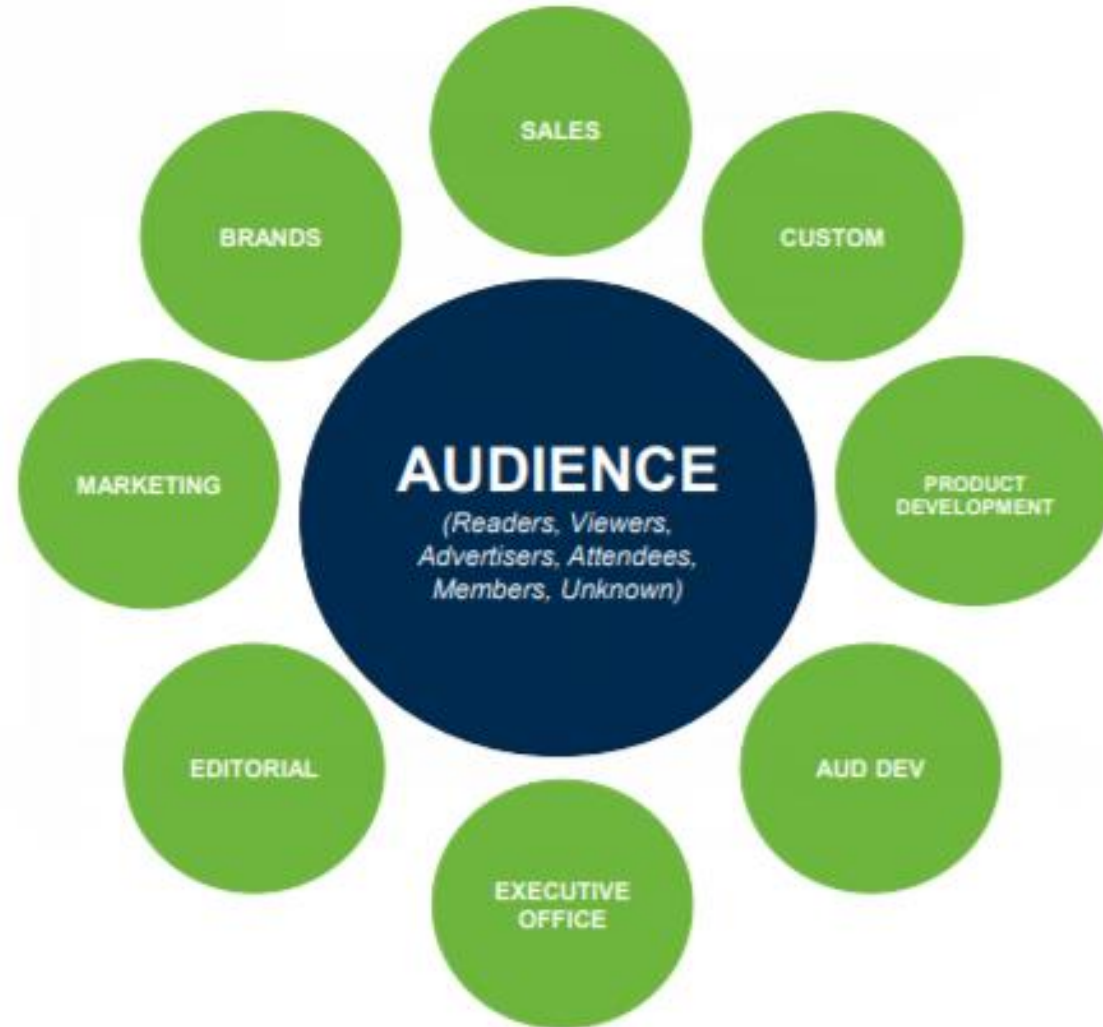 SALES
BRANDS
CUSTOM
MARKETING
AUDIENCE
(Readers, Viewers,
Advertisers, Attendees,
Members, Unknown)
PRODUCT
DEVELOPMENT
EDITORIAL
AUD DEV
EXECUTIVE
OFFICE